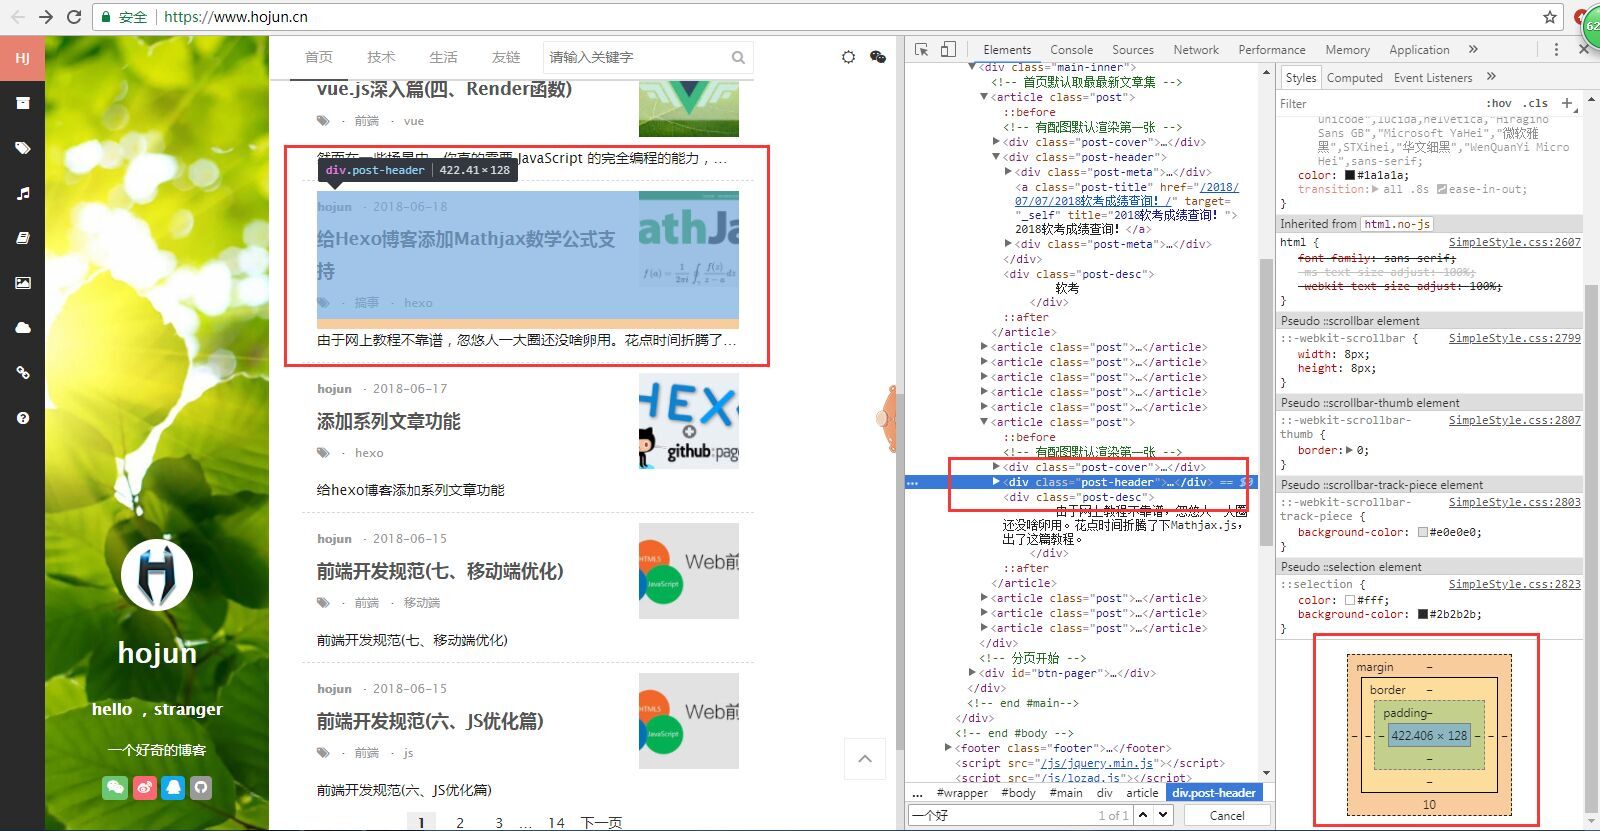 安全 https://www.hojun.cn
62
HJ
首页 技术 生活 友链 请输入关键字
vue.js深入篇(四、Render函数)
· 前端 · vue
JavaScript 的完全编程的能力，…
div.post-header 422.41×128
hojun · 2018-06-18
给Hexo博客添加Mathjax数学公式支
持
· 搞事 · hexo
由于网上教程不靠谱，忽悠人一大圈还没啥卵用。花点时间折腾了…
hojun · 2018-06-17
添加系列文章功能
· hexo
给hexo博客添加系列文章功能
hojun · 2018-06-15
前端开发规范(七、移动端优化)
· 前端 · 移动端
前端开发规范(七、移动端优化)
hojun · 2018-06-15
前端开发规范(六、JS优化篇)
· 前端 · js
前端开发规范(六、JS优化篇)
1 2 3 … 14 下一页
MathJa
HEX
github:page
HTML5
JavaScript
Web前
HTML5
JavaScript
Web前
hojun
hello ，stranger
一个好奇的博客
Elements Console Sources Network Performance Memory Application »
<div class="main-inner">
<!-- 首页默认取最最新文章集 -->
<article class="post">
::before
<!-- 有配图默认渲染第一张 -->
<div class="post-cover">…</div>
<div class="post-header">
<div class="post-meta">…</div>
<a class="post-title" href="/2018/
07/07/2018软考成绩查询！/" target=
"_self" title="2018软考成绩查询！">
2018软考成绩查询！</a>
<div class="post-meta">…</div>
</div>
<div class="post-desc">
软考
</div>
::after
</article>
<article class="post">…</article>
<article class="post">…</article>
<article class="post">…</article>
<article class="post">…</article>
<article class="post">…</article>
<article class="post">
::before
<!-- 有配图默认渲染第一张 -->
<div class="post-cover">…</div>
… <div class="post-header">…</div> == $0
<div class="post-desc">
由于网上教程不靠谱，忽悠人一大圈
还没啥卵用。花点时间折腾了下Mathjax.js，
出了这篇教程。
</div>
::after
</article>
<article class="post">…</article>
<article class="post">…</article>
<article class="post">…</article>
</div>
<!-- 分页开始 -->
<div id="btn-pager">…</div>
</div>
<!-- end #main-->
</div>
<!-- end #body -->
<footer class="footer">…</footer>
<script src="/js/jquery.min.js"></script>
<script src="/js/lozad.js"></script>
… #wrapper #body #main div article div.post-header
一个好 1 of 1 Cancel
Styles Computed Event Listeners »
Filter :hov .cls +
Unicode",lucida,helvetica,"Hiragino
Sans GB","Microsoft YaHei","微软雅
黑",STXihei,"华文细黑","WenQuanYi Micro
Hei",sans-serif;
color: #1a1a1a;
transition: all .8s ease-in-out;
}
Inherited from html.no-js
html { SimpleStyle.css:2607
font-family: sans-serif;
-ms-text-size-adjust: 100%;
-webkit-text-size-adjust: 100%;
}
Pseudo ::scrollbar element
::-webkit-scrollbar { SimpleStyle.css:2799
width: 8px;
height: 8px;
}
Pseudo ::scrollbar-thumb element
::-webkit-scrollbar- SimpleStyle.css:2807
thumb {
border: 0;
}
Pseudo ::scrollbar-track-piece element
::-webkit-scrollbar- SimpleStyle.css:2803
track-piece {
background-color: #e0e0e0;
}
Pseudo ::selection element
::selection { SimpleStyle.css:2823
color: #fff;
background-color: #2b2b2b;
}
margin –
border –
padding –
– – – 422.406 × 128 – – –
–
–
10